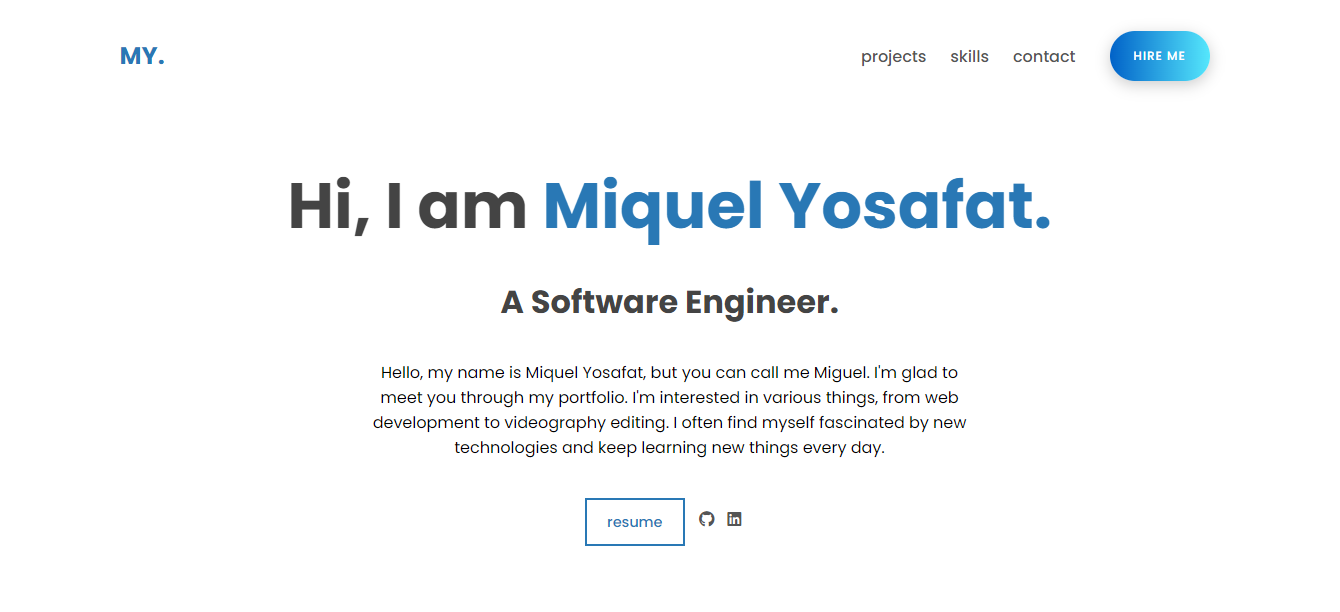 MY.
projects skills contact HIRE ME
Hi, I am Miquel Yosafat.
A Software Engineer.
Hello, my name is Miquel Yosafat, but you can call me Miguel. I'm glad to
meet you through my portfolio. I'm interested in various things, from web
development to videography editing. I often find myself fascinated by new
technologies and keep learning new things every day.
resume